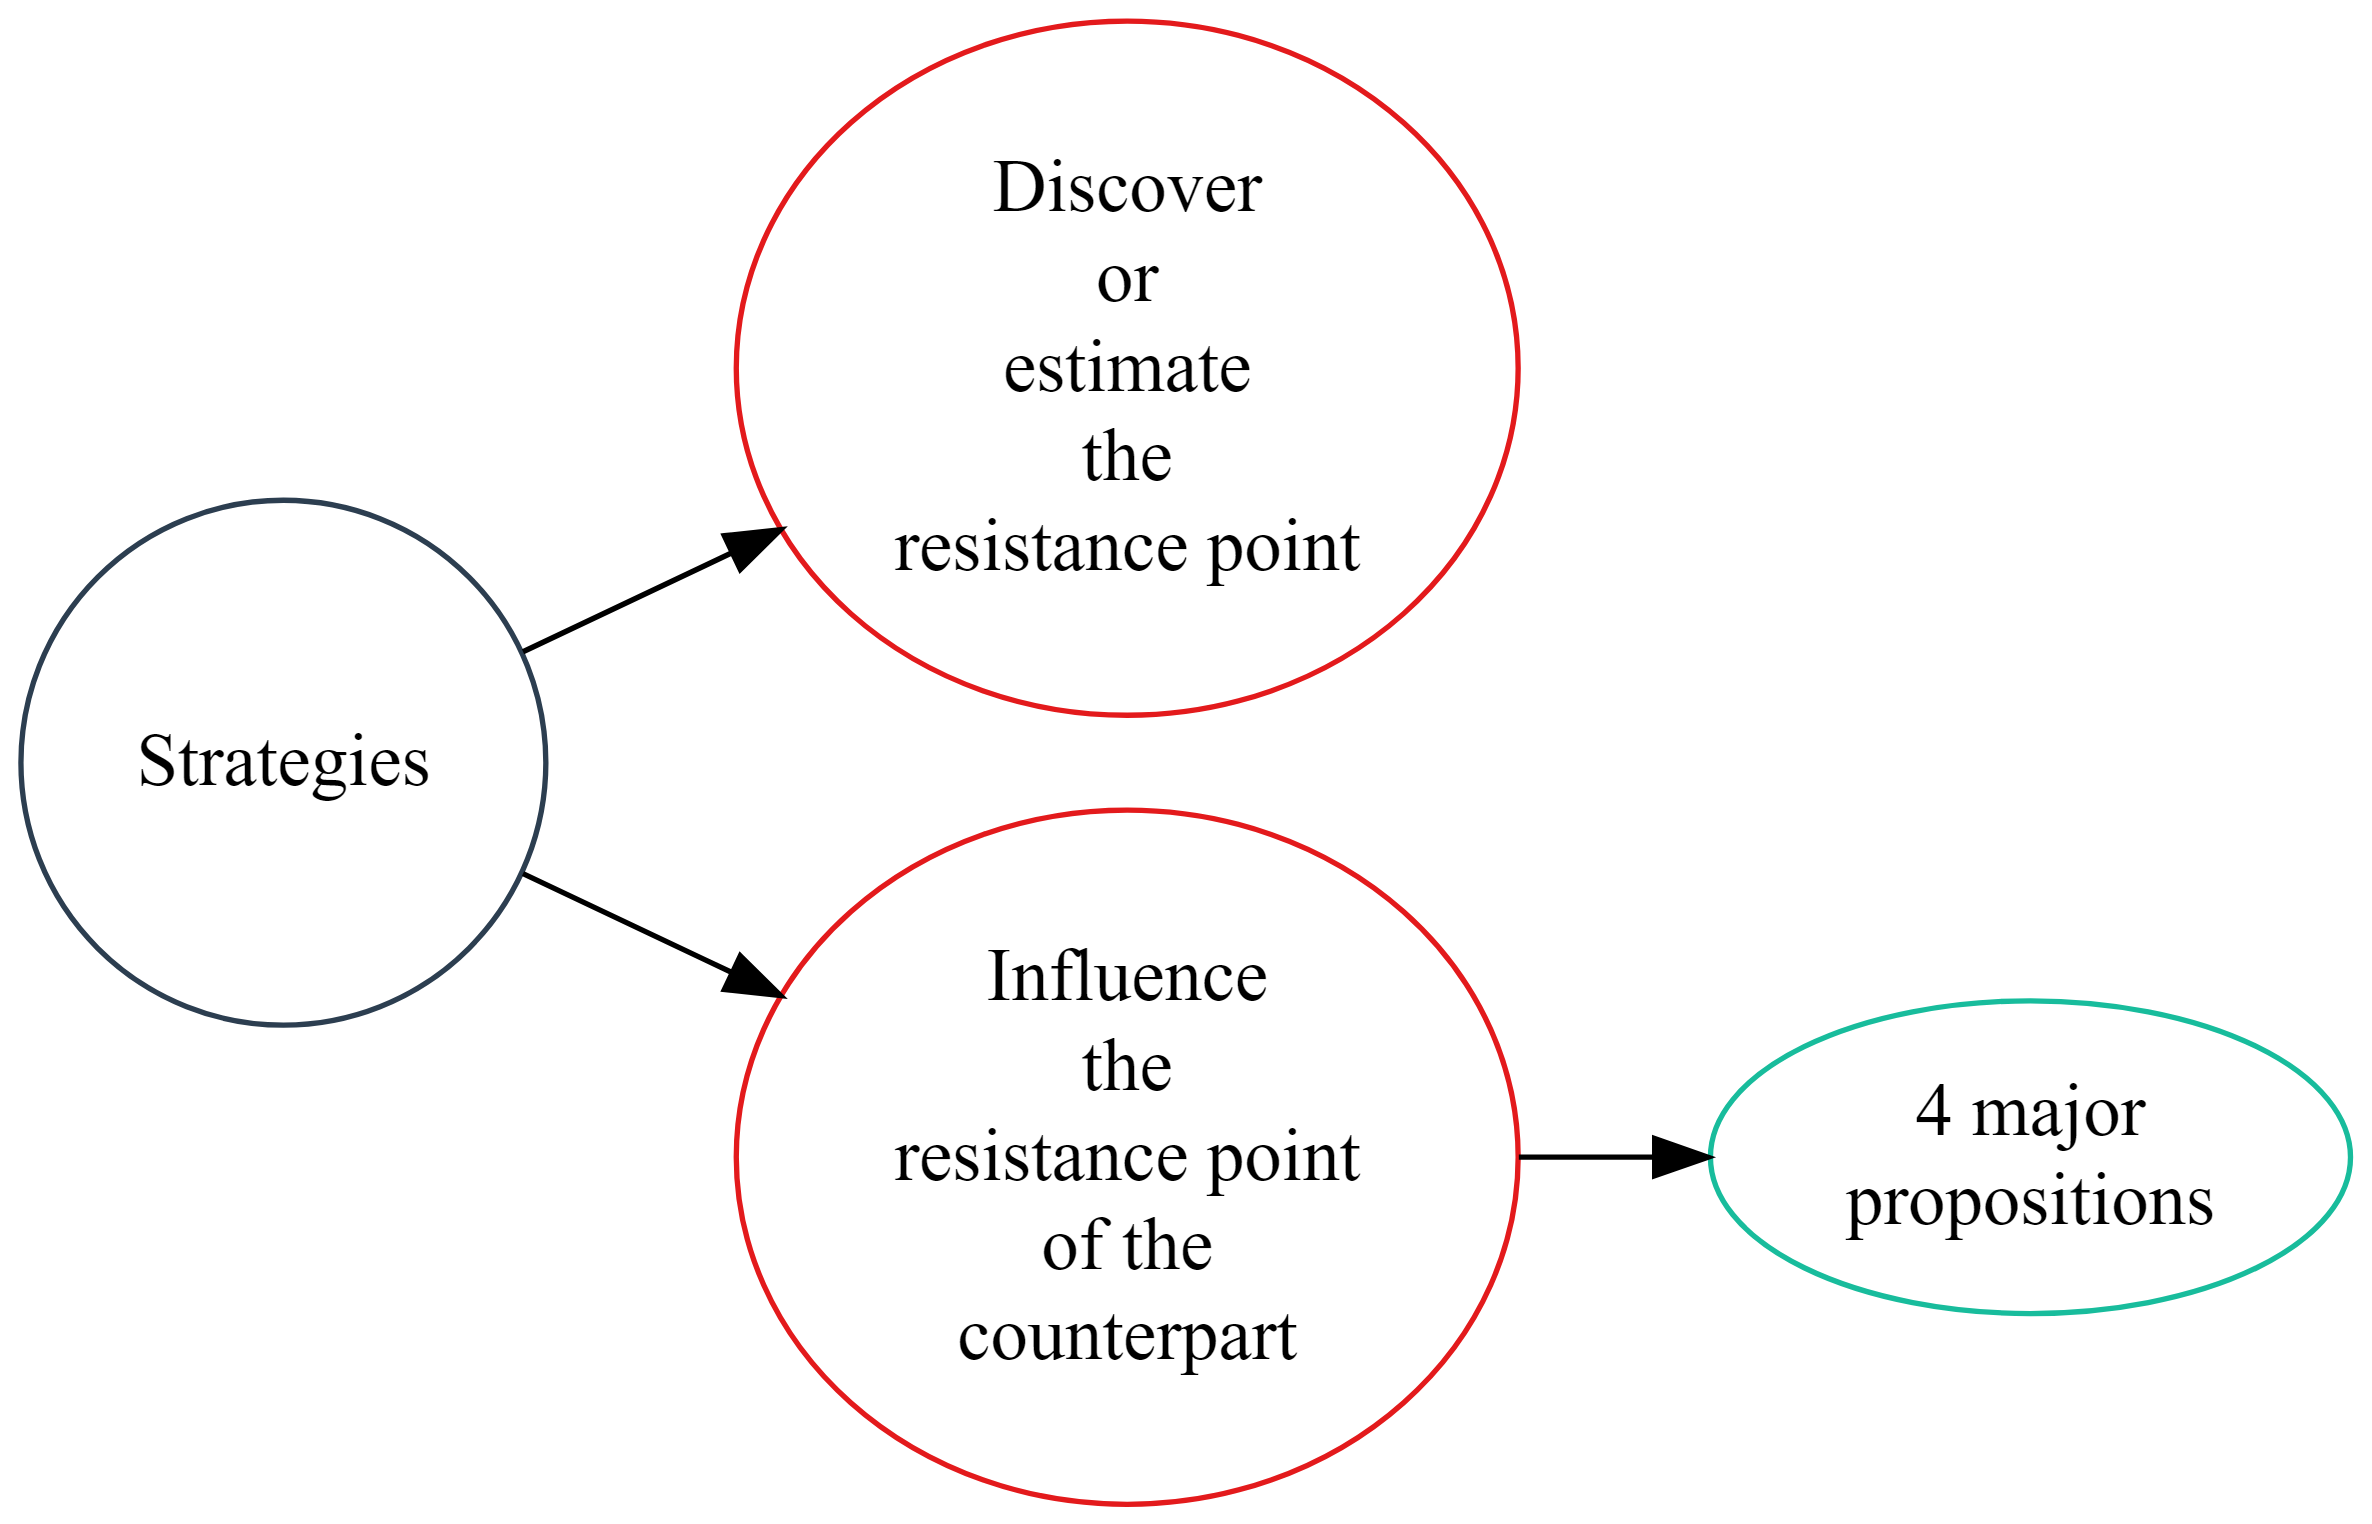 Strategies
Discover
or
estimate
the
resistance point
Influence
the
resistance point
of the
counterpart
4 major
propositions